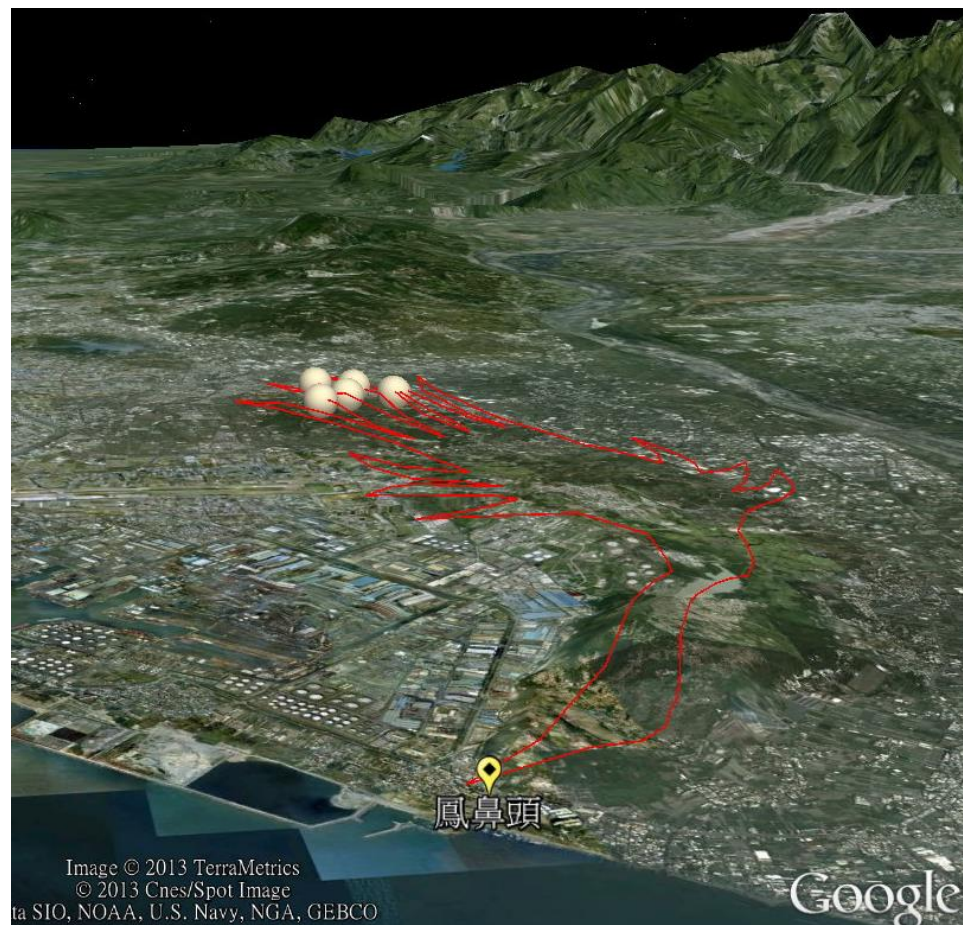 鳳鼻頭
Image © 2013 TerraMetrics
© 2013 Cnes/Spot Image
ta SIO, NOAA, U.S. Navy, NGA, GEBCO
Google